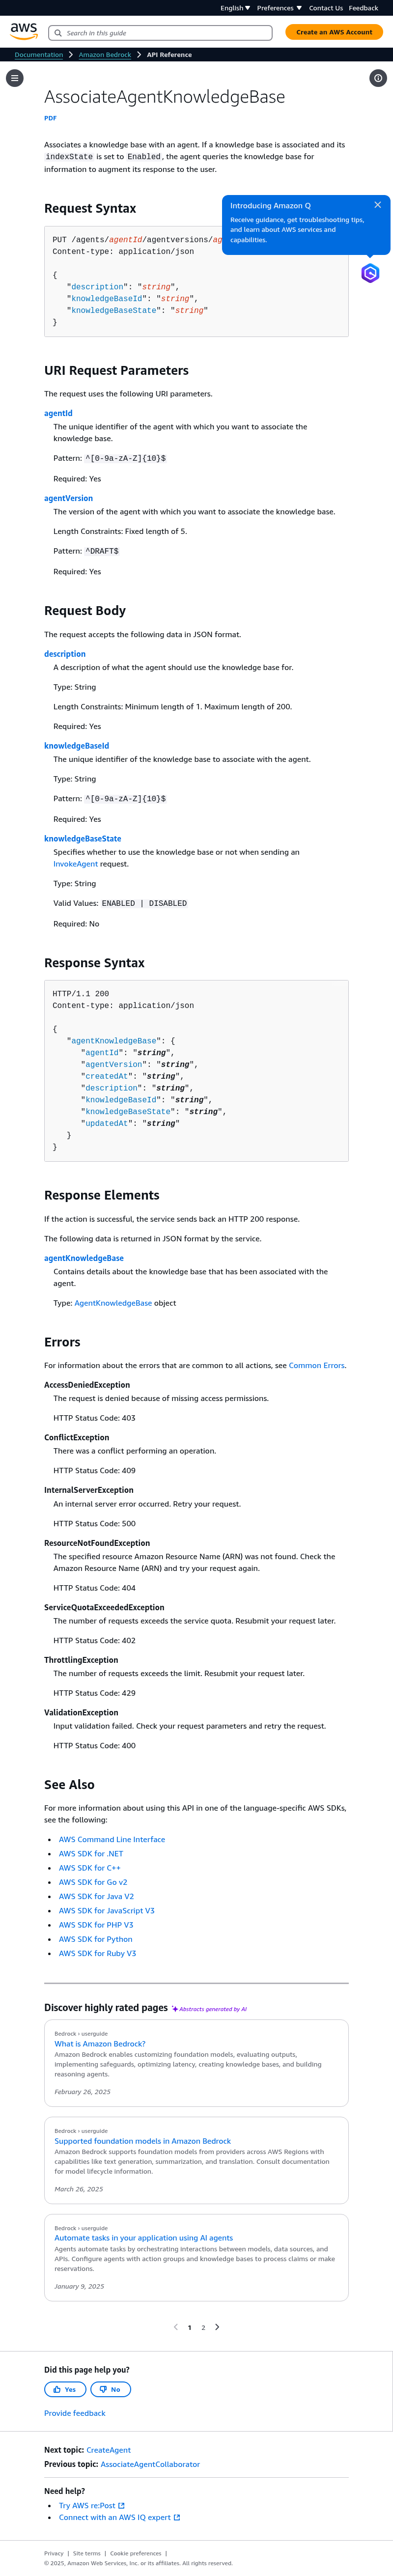 English Preferences Contact Us Feedback
aws
Search in this guide
Create an AWS Account
Documentation Amazon Bedrock API Reference
AssociateAgentKnowledgeBase
PDF
Associates a knowledge base with an agent. If a knowledge base is associated and its
indexState is set to Enabled, the agent queries the knowledge base for
information to augment its response to the user.
Introducing Amazon Q
Receive guidance, get troubleshooting tips,
and learn about AWS services and
capabilities.
Request Syntax
PUT /agents/agentId/agentversions/
Content-type: application/json
{
"description": "string",
"knowledgeBaseId": "string",
"knowledgeBaseState": "string"
}
URI Request Parameters
The request uses the following URI parameters.
agentId
The unique identifier of the agent with which you want to associate the
knowledge base.
Pattern: ^[0-9a-zA-Z]{10}$
Required: Yes
agentVersion
The version of the agent with which you want to associate the knowledge base.
Length Constraints: Fixed length of 5.
Pattern: ^DRAFT$
Required: Yes
Request Body
The request accepts the following data in JSON format.
description
A description of what the agent should use the knowledge base for.
Type: String
Length Constraints: Minimum length of 1. Maximum length of 200.
Required: Yes
knowledgeBaseId
The unique identifier of the knowledge base to associate with the agent.
Type: String
Pattern: ^[0-9a-zA-Z]{10}$
Required: Yes
knowledgeBaseState
Specifies whether to use the knowledge base or not when sending an
InvokeAgent request.
Type: String
Valid Values: ENABLED | DISABLED
Required: No
Response Syntax
HTTP/1.1 200
Content-type: application/json
{
"agentKnowledgeBase": {
"agentId": "string",
"agentVersion": "string",
"createdAt": "string",
"description": "string",
"knowledgeBaseId": "string",
"knowledgeBaseState": "string",
"updatedAt": "string"
}
}
Response Elements
If the action is successful, the service sends back an HTTP 200 response.
The following data is returned in JSON format by the service.
agentKnowledgeBase
Contains details about the knowledge base that has been associated with the
agent.
Type: AgentKnowledgeBase object
Errors
For information about the errors that are common to all actions, see Common Errors.
AccessDeniedException
The request is denied because of missing access permissions.
HTTP Status Code: 403
ConflictException
There was a conflict performing an operation.
HTTP Status Code: 409
InternalServerException
An internal server error occurred. Retry your request.
HTTP Status Code: 500
ResourceNotFoundException
The specified resource Amazon Resource Name (ARN) was not found. Check the
Amazon Resource Name (ARN) and try your request again.
HTTP Status Code: 404
ServiceQuotaExceededException
The number of requests exceeds the service quota. Resubmit your request later.
HTTP Status Code: 402
ThrottlingException
The number of requests exceeds the limit. Resubmit your request later.
HTTP Status Code: 429
ValidationException
Input validation failed. Check your request parameters and retry the request.
HTTP Status Code: 400
See Also
For more information about using this API in one of the language-specific AWS SDKs,
see the following:
• AWS Command Line Interface
• AWS SDK for .NET
• AWS SDK for C++
• AWS SDK for Go v2
• AWS SDK for Java V2
• AWS SDK for JavaScript V3
• AWS SDK for PHP V3
• AWS SDK for Python
• AWS SDK for Ruby V3
Discover highly rated pages Abstracts generated by AI
Bedrock › userguide
What is Amazon Bedrock?
Amazon Bedrock enables customizing foundation models, evaluating outputs,
implementing safeguards, optimizing latency, creating knowledge bases, and building
reasoning agents.
February 26, 2025
Bedrock › userguide
Supported foundation models in Amazon Bedrock
Amazon Bedrock supports foundation models from providers across AWS Regions with
capabilities like text generation, summarization, and translation. Consult documentation
for model lifecycle information.
March 26, 2025
Bedrock › userguide
Automate tasks in your application using AI agents
Agents automate tasks by orchestrating interactions between models, data sources, and
APIs. Configure agents with action groups and knowledge bases to process claims or make
reservations.
January 9, 2025
1 2
Did this page help you?
Yes No
Provide feedback
Next topic: CreateAgent
Previous topic: AssociateAgentCollaborator
Need help?
• Try AWS re:Post
• Connect with an AWS IQ expert
Privacy | Site terms | Cookie preferences |
© 2025, Amazon Web Services, Inc. or its affiliates. All rights reserved.